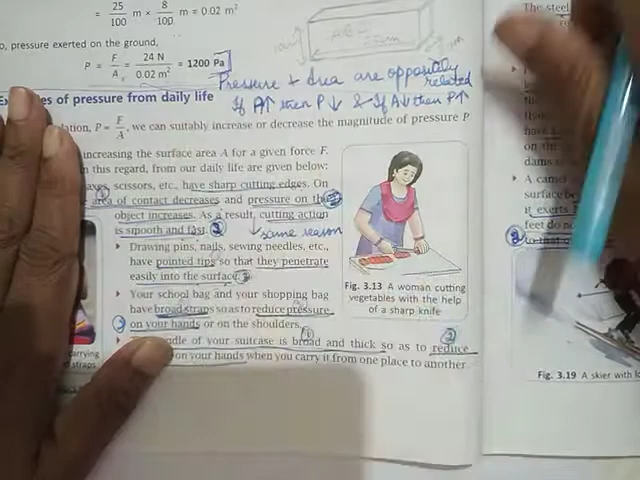 = 25/100 m × 8/100 m = 0.02 m²
o, pressure exerted on the ground,
P = F/A = 24 N/0.02 m² = 1200 Pa
Pressure & Area are oppositely
related
If A↑ then P↓ & If A↓ then P↑
es of pressure from daily life
lation, P = F/A, we can suitably increase or decrease the magnitude of pressure P
increasing the surface area A for a given force F.
n this regard, from our daily life are given below:
axes, scissors, etc., have sharp cutting edges. On
area of contact decreases and pressure on the
object increases. As a result, cutting action
is smooth and fast.
↓ same reason
Drawing pins, nails, sewing needles, etc.,
have pointed tips so that they penetrate
easily into the surface.
Your school bag and your shopping bag
have broad straps so as to reduce pressure
on your hands or on the shoulders.
ndle of your suitcase is broad and thick so as to reduce
on your hands when you carry it from one place to another
Fig. 3.13 A woman cutting
vegetables with the help
of a sharp knife
carrying
straps
The steel
on the
dams
A camel
surface
it exerts
feet do
to that
Fig. 3.19 A skier with